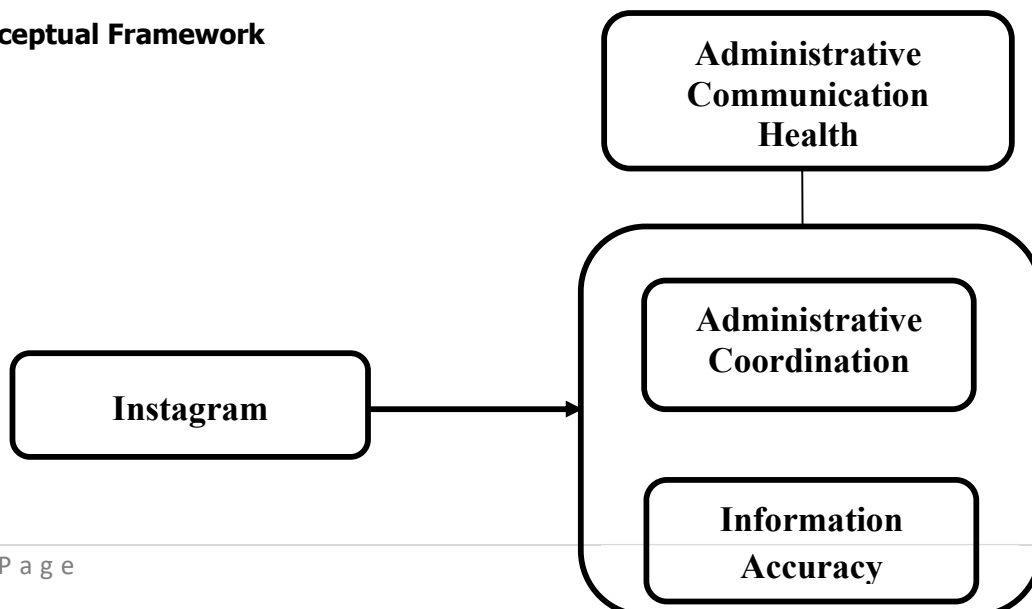 ceptual Framework
Administrative
Communication
Health
Administrative
Coordination
Instagram
Information
Accuracy
P a g e